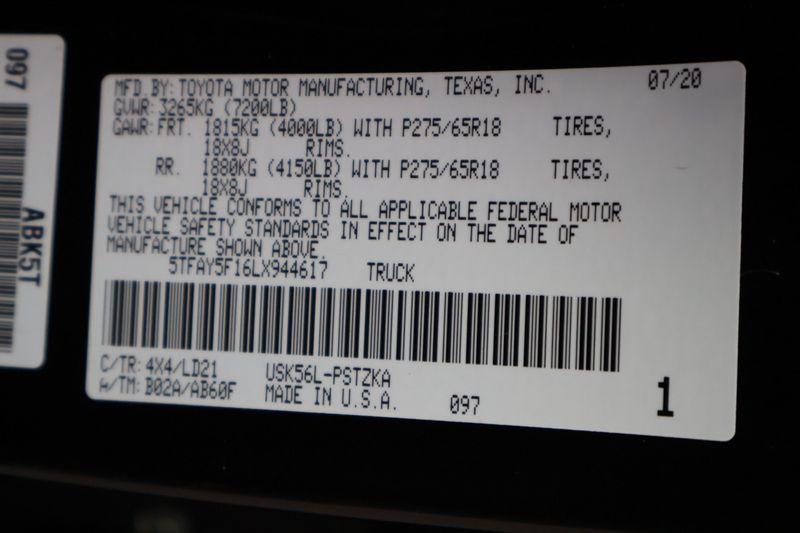 097
ABK5T
MFD.BY: TOYOTA MOTOR MANUFACTURING, TEXAS, INC. 07/20
GVWR: 3265KG (7200LB)
GAWR: FRT. 1815KG (4000LB) WITH P275/65R18 TIRES,
18X8J RIMS.
RR. 1880KG (4150LB) WITH P275/65R18 TIRES,
18X8J RIMS.
THIS VEHICLE CONFORMS TO ALL APPLICABLE FEDERAL MOTOR
VEHICLE SAFETY STANDARDS IN EFFECT ON THE DATE OF
MANUFACTURE SHOWN ABOVE.
5TFAY5F16LX944617 TRUCK
C/TR: 4X4/LD21 USK56L-PSTZKA
A/TM: B02A/AB60F MADE IN U.S.A. 097 1